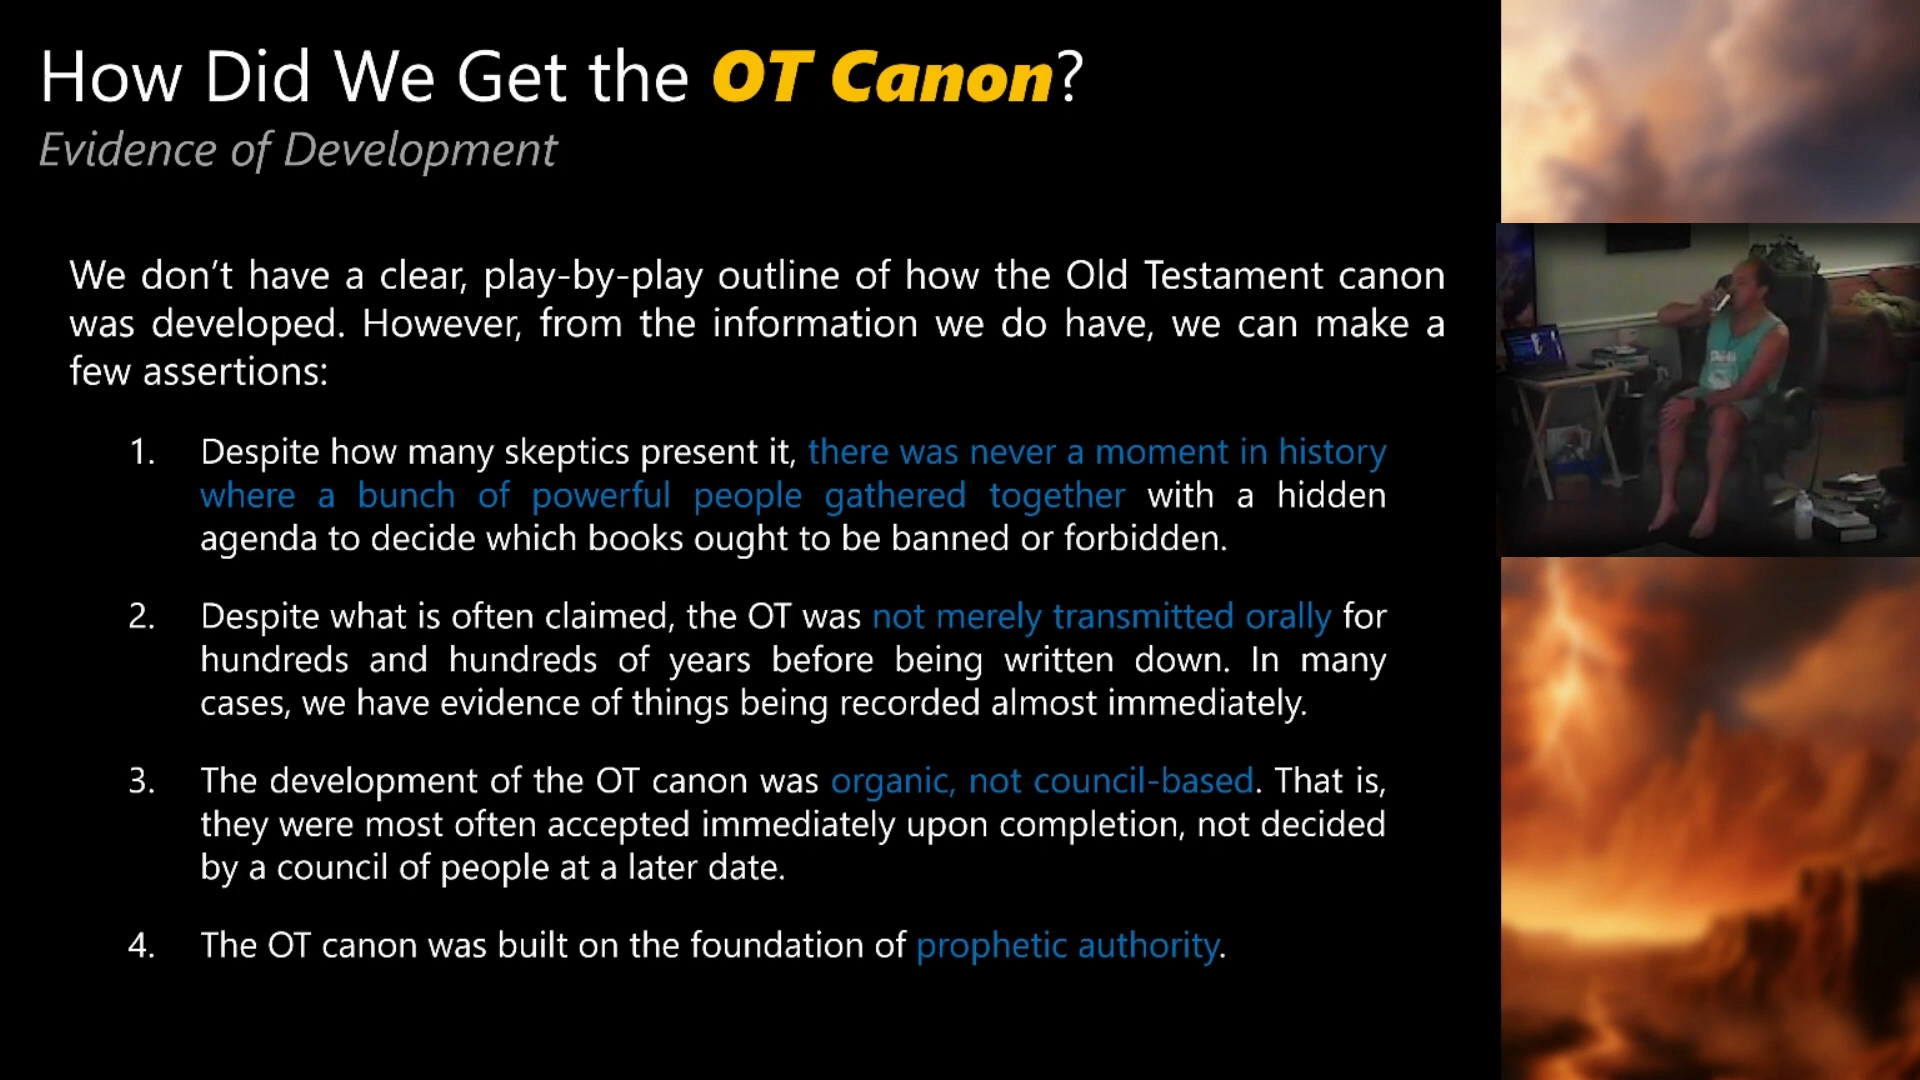 How Did We Get the OT Canon?
Evidence of Development
We don’t have a clear, play-by-play outline of how the Old Testament canon
was developed. However, from the information we do have, we can make a
few assertions:
1. Despite how many skeptics present it, there was never a moment in history
where a bunch of powerful people gathered together with a hidden
agenda to decide which books ought to be banned or forbidden.
2. Despite what is often claimed, the OT was not merely transmitted orally for
hundreds and hundreds of years before being written down. In many
cases, we have evidence of things being recorded almost immediately.
3. The development of the OT canon was organic, not council-based. That is,
they were most often accepted immediately upon completion, not decided
by a council of people at a later date.
4. The OT canon was built on the foundation of prophetic authority.